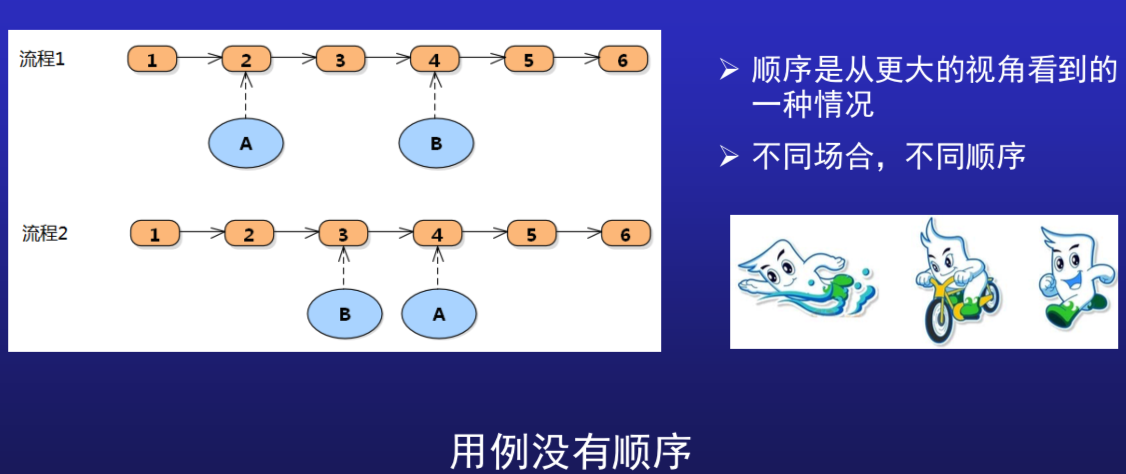 流程1
1 2 3 4 5 6
A B
流程2
1 2 3 4 5 6
B A
➢ 顺序是从更大的视角看到的
一种情况
➢ 不同场合，不同顺序
用例没有顺序